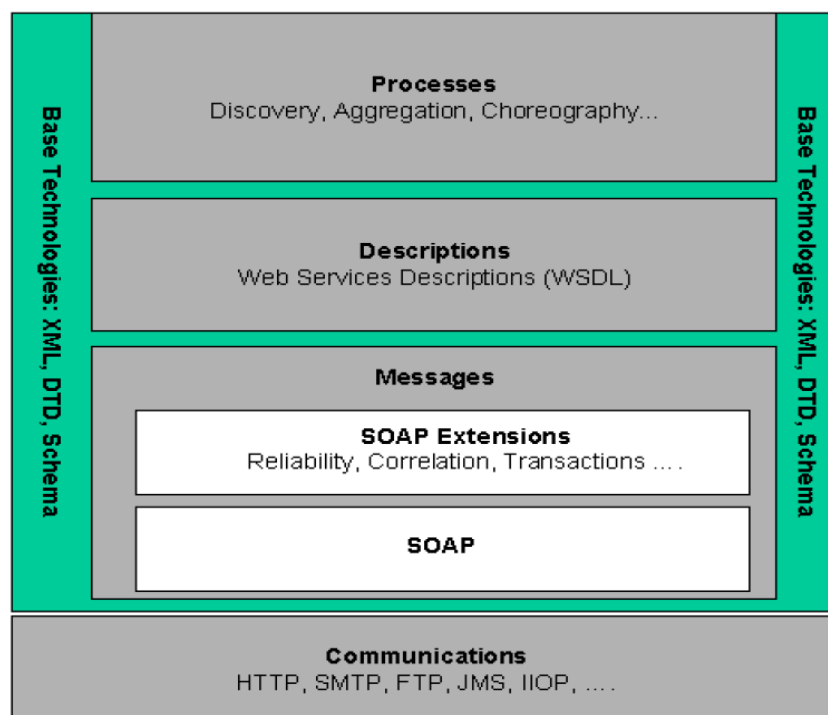 Base Technologies: XML, DTD, Schema
Processes
Discovery, Aggregation, Choreography...
Descriptions
Web Services Descriptions (WSDL)
Messages
SOAP Extensions
Reliability, Correlation, Transactions ....
SOAP
Base Technologies: XML, DTD, Schema
Communications
HTTP, SMTP, FTP, JMS, IIOP, ....